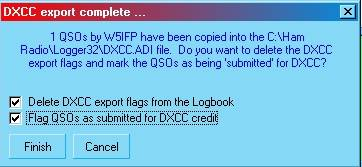 DXCC export complete ...
1 QSOs by W5IFP have been copied into the C:\Ham
Radio\Logger32\DXCC.ADI file. Do you want to delete the DXCC
export flags and mark the QSOs as being 'submitted' for DXCC?
Delete DXCC export flags from the Logbook
Flag QSOs as submitted for DXCC credit
Finish Cancel